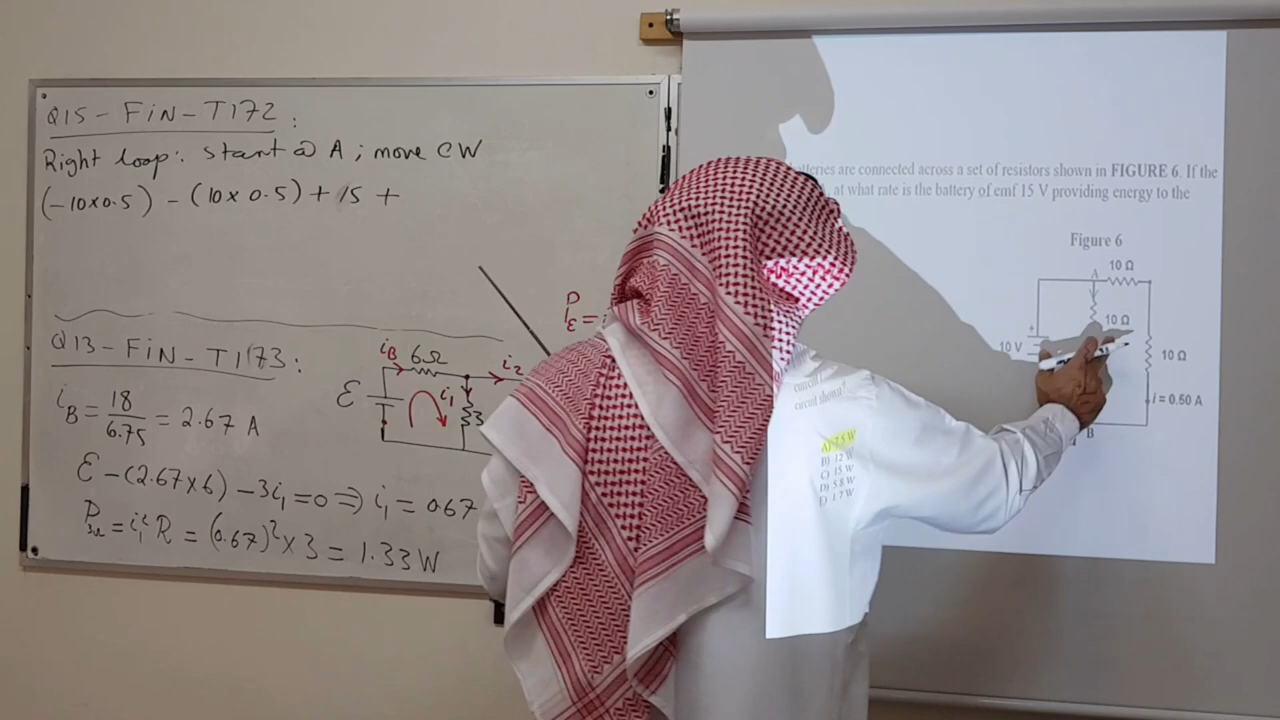 Q15 - FiN - T172 :
Right loop: start @ A ; move CW
(-10×0.5) - (10×0.5) + 15 +
Q13 - FiN - T173 :
i_B = 18/6.75 = 2.67 A
ε - (2.67×6) - 3i₁ = 0 ⇒ i₁ = 0.67
P_3Ω = i₁² R = (0.67)² × 3 = 1.33 W
i_B 6Ω
i₂
ε
i₁
3
P_ε = i
batteries are connected across a set of resistors shown in FIGURE 6. If the
at what rate is the battery of emf 15 V providing energy to the
circuit shown?
A) 7.5 W
B) 12 W
C) 15 W
D) 5.8 W
E) 1.7 W
Figure 6
10 Ω
A
10 Ω
+
10 V
10 Ω
i = 0.50 A
B